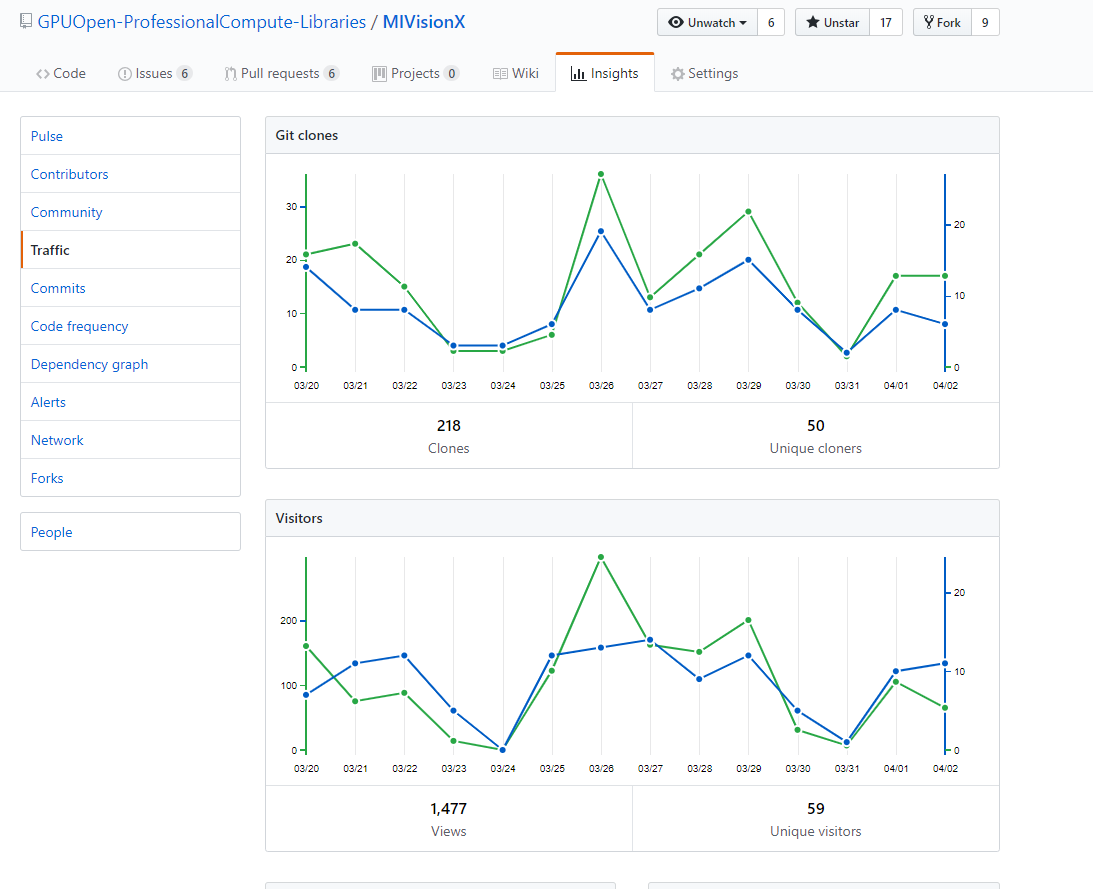 GPUOpen-ProfessionalCompute-Libraries / MIVisionX
Unwatch 6 Unstar 17 Fork 9
Code Issues 6 Pull requests 6 Projects 0 Wiki Insights Settings
Pulse
Contributors
Community
Traffic
Commits
Code frequency
Dependency graph
Alerts
Network
Forks
People
Git clones
30
20
10
0
20
10
0
03/20 03/21 03/22 03/23 03/24 03/25 03/26 03/27 03/28 03/29 03/30 03/31 04/01 04/02
218
Clones
50
Unique cloners
Visitors
200
100
0
20
10
0
03/20 03/21 03/22 03/23 03/24 03/25 03/26 03/27 03/28 03/29 03/30 03/31 04/01 04/02
1,477
Views
59
Unique visitors